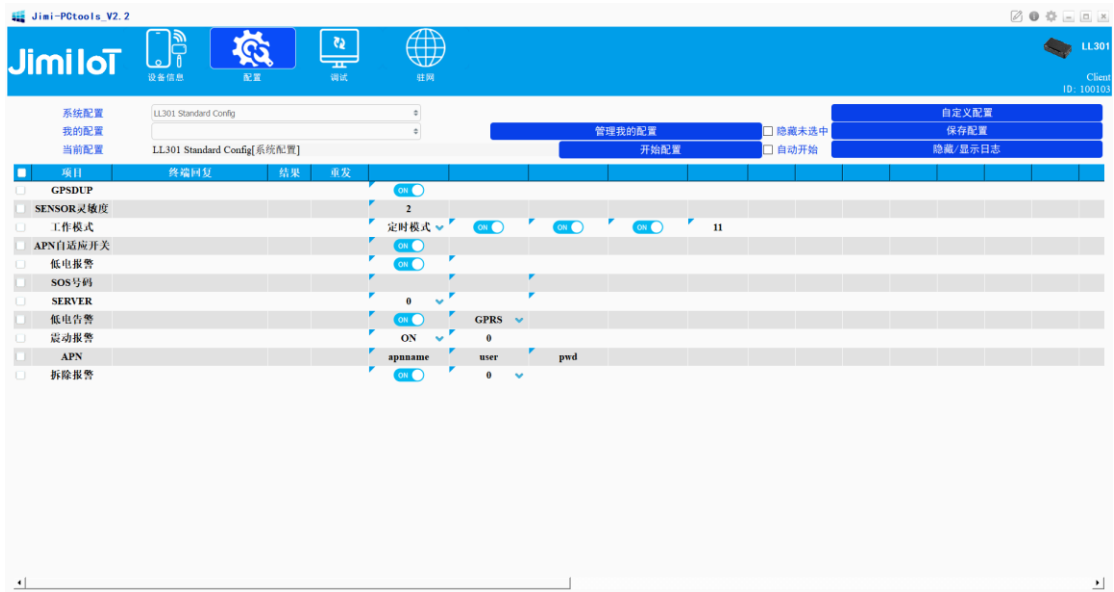 Jimi-PCtools_V2.2
JimiIoT
设备信息
配置
调试
驻网
LL301
Client
ID: 100103
系统配置 LL301 Standard Config 自定义配置
我的配置 管理我的配置 隐藏未选中 保存配置
当前配置 LL301 Standard Config[系统配置] 开始配置 自动开始 隐藏/显示日志
项目 终端回复 结果 重发
GPSDUP ON
SENSOR灵敏度 2
工作模式 定时模式 ON ON ON 11
APN自适应开关 ON
低电报警 ON
SOS号码
SERVER 0
低电告警 ON GPRS
震动报警 ON 0
APN apnname user pwd
拆除报警 ON 0